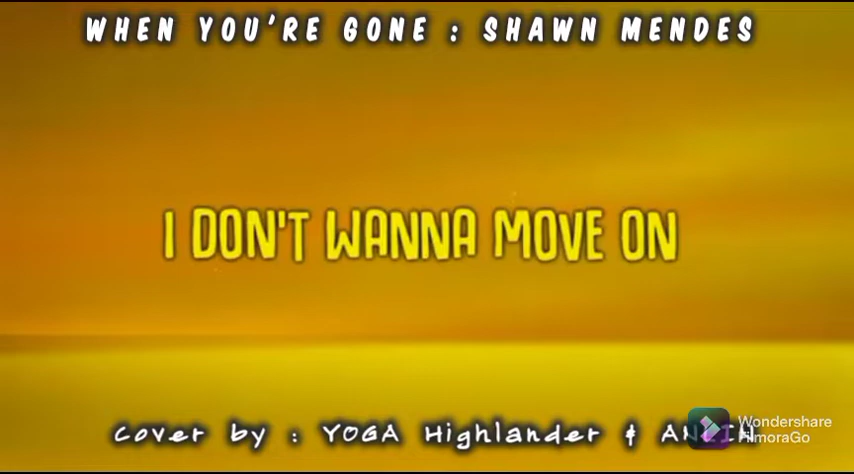 WHEN YOU'RE GONE : SHAWN MENDES
I DON'T WANNA MOVE ON
Cover by : YOGA Highlander &
Wondershare
FilmoraGo